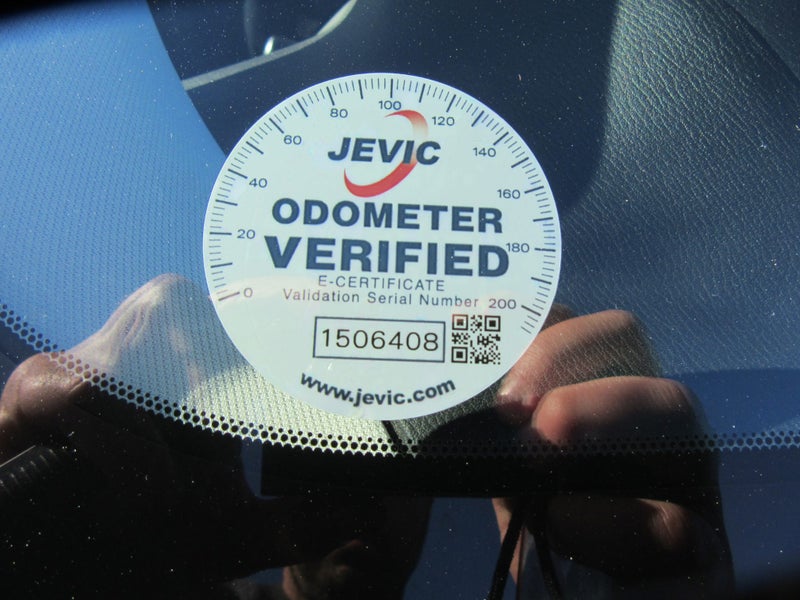 0 20 40 60 80 100 120 140 160 180 200
JEVIC
ODOMETER
VERIFIED
E-CERTIFICATE
Validation Serial Number
1506408
www.jevic.com